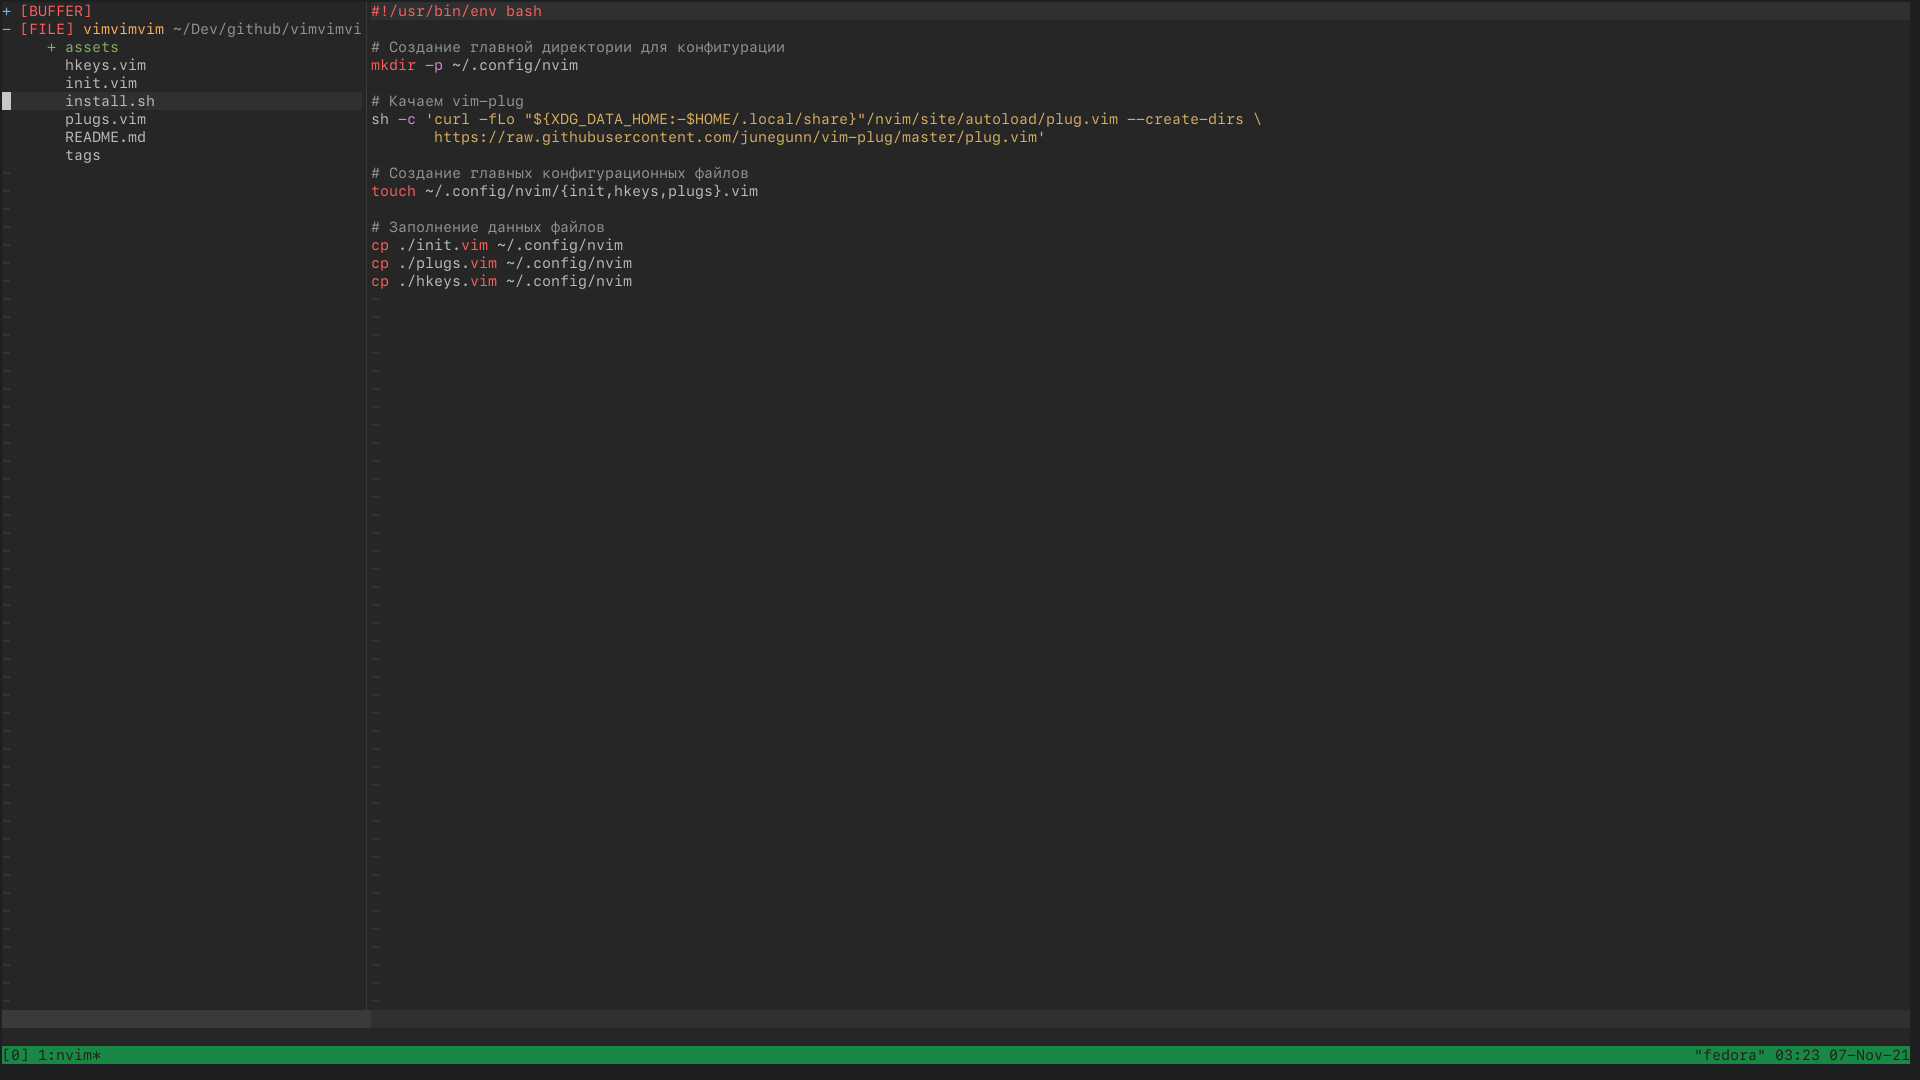 + [BUFFER]
- [FILE] vimvimvim ~/Dev/github/vimvimvi
+ assets
hkeys.vim
init.vim
install.sh
plugs.vim
README.md
tags
#!/usr/bin/env bash
# Создание главной директории для конфигурации
mkdir -p ~/.config/nvim
# Качаем vim-plug
sh -c 'curl -fLo "${XDG_DATA_HOME:-$HOME/.local/share}"/nvim/site/autoload/plug.vim --create-dirs \
https://raw.githubusercontent.com/junegunn/vim-plug/master/plug.vim'
# Создание главных конфигурационных файлов
touch ~/.config/nvim/{init,hkeys,plugs}.vim
# Заполнение данных файлов
cp ./init.vim ~/.config/nvim
cp ./plugs.vim ~/.config/nvim
cp ./hkeys.vim ~/.config/nvim
[0] 1:nvim* "fedora" 03:23 07-Nov-21